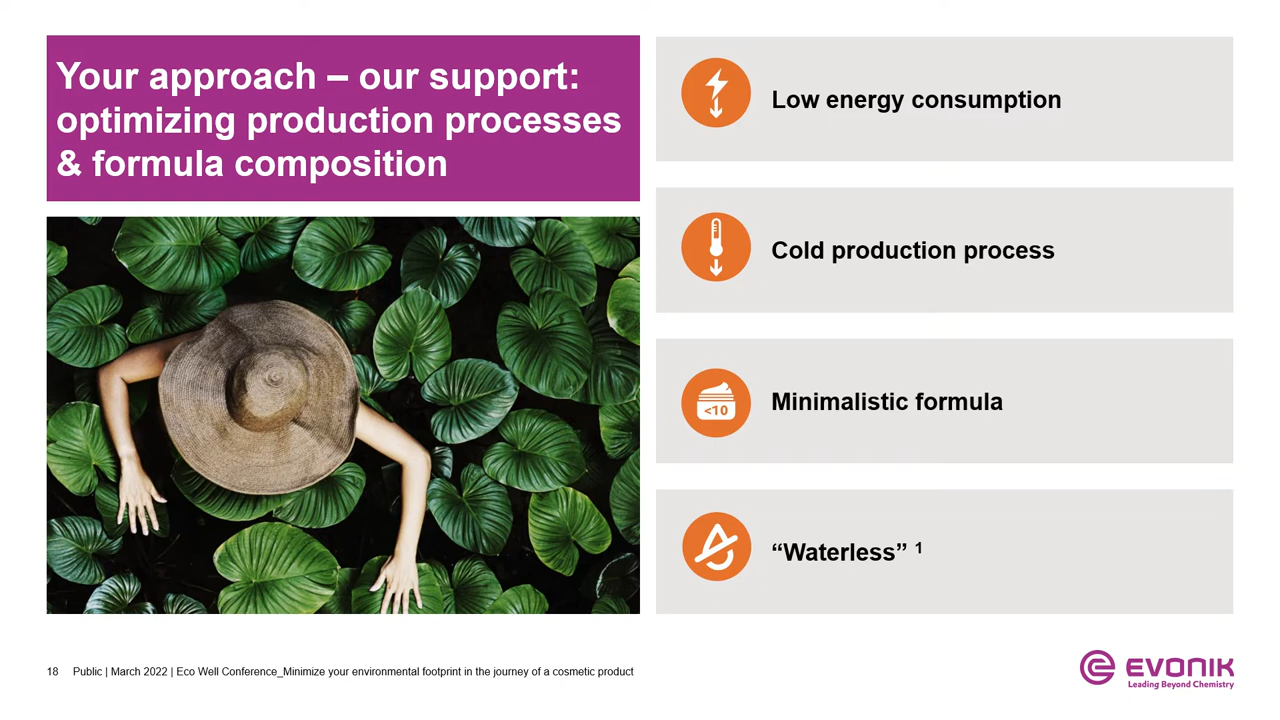 Your approach – our support:
optimizing production processes
& formula composition
Low energy consumption
Cold production process
<10
Minimalistic formula
“Waterless” 1
18 Public | March 2022 | Eco Well Conference_Minimize your environmental footprint in the journey of a cosmetic product
EVONIK
Leading Beyond Chemistry